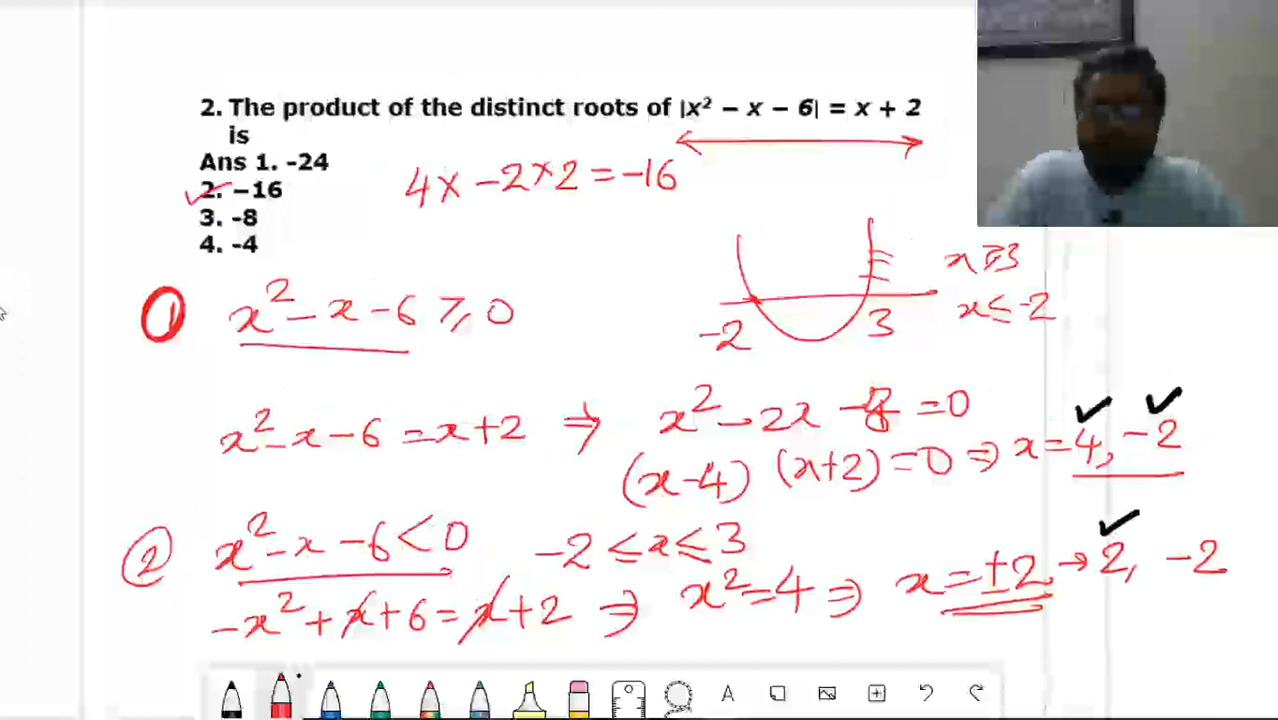 2. The product of the distinct roots of |x² – x – 6| = x + 2
is
Ans 1. -24
2. –16
3. -8
4. -4
4 x -2 x 2 = -16
-2
3
x ≥ 3
x ≤ -2
① x² - x - 6 ≥ 0
x² - x - 6 = x + 2 ⇒ x² - 2x - 8 = 0
(x-4) (x+2) = 0 ⇒ x = 4, -2
② x² - x - 6 < 0 -2 ≤ x ≤ 3
-x² + x + 6 = x + 2 ⇒ x² = 4 ⇒ x = ±2 → 2, -2
A